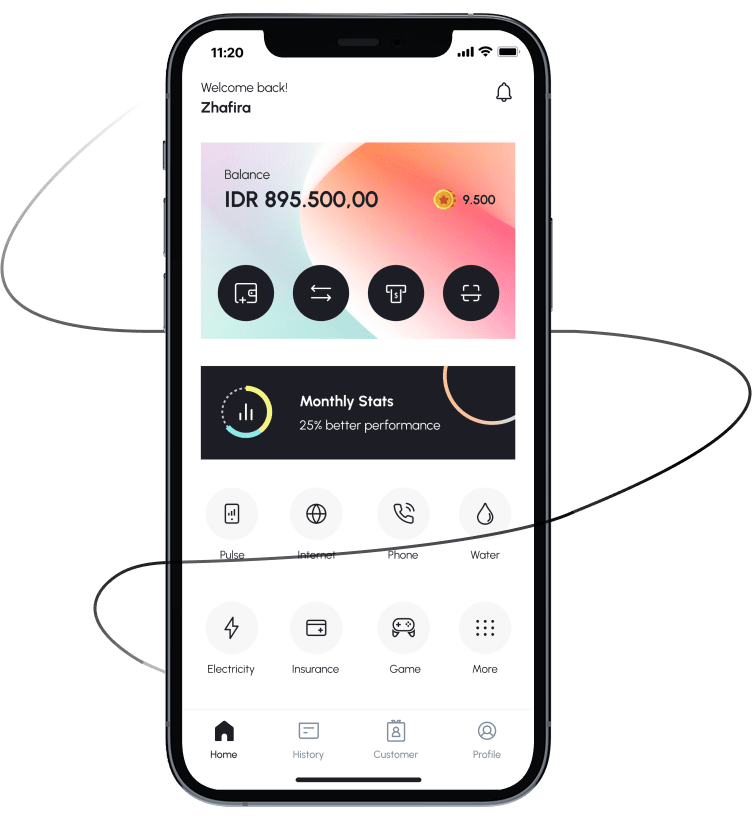 11:20
Welcome back!
Zhafira
Balance
IDR 895.500,00
9.500
$
Monthly Stats
25% better performance
Pulse
Internet
Phone
Water
Electricity
Insurance
Game
More
Home
History
Customer
Profile